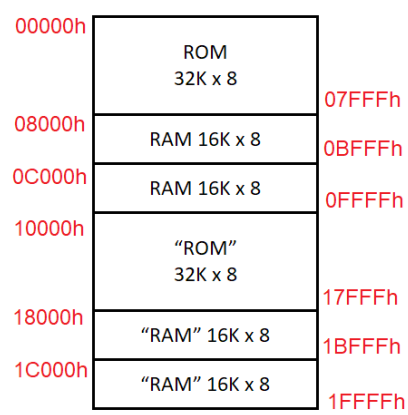 00000h
ROM
32K x 8
07FFFh
08000h
RAM 16K x 8
0BFFFh
0C000h
RAM 16K x 8
0FFFFh
10000h
“ROM”
32K x 8
17FFFh
18000h
“RAM” 16K x 8
1BFFFh
1C000h
“RAM” 16K x 8
1FFFFh